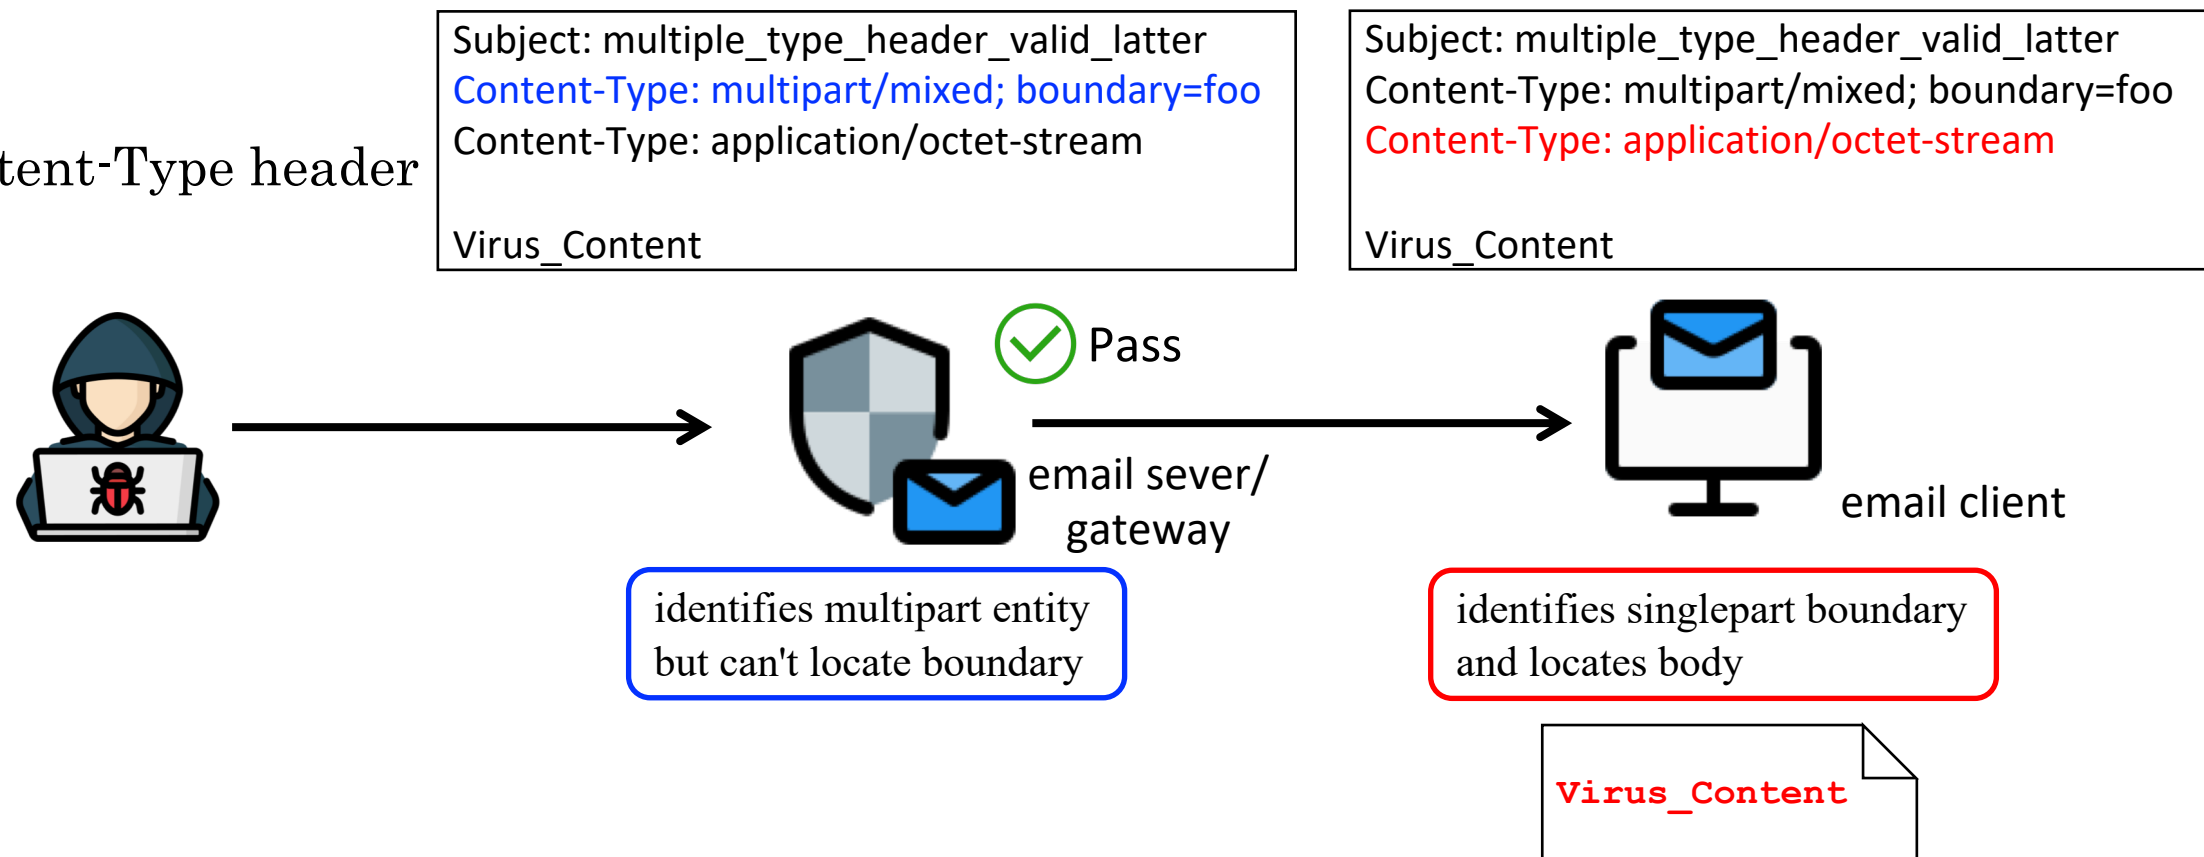 Subject: multiple_type_header_valid_latter
Content-Type: multipart/mixed; boundary=foo
Content-Type: application/octet-stream
Virus_Content
Subject: multiple_type_header_valid_latter
Content-Type: multipart/mixed; boundary=foo
Content-Type: application/octet-stream
Virus_Content
tent-Type header
Pass
email sever/
gateway
email client
identifies multipart entity
but can't locate boundary
identifies singlepart boundary
and locates body
Virus_Content